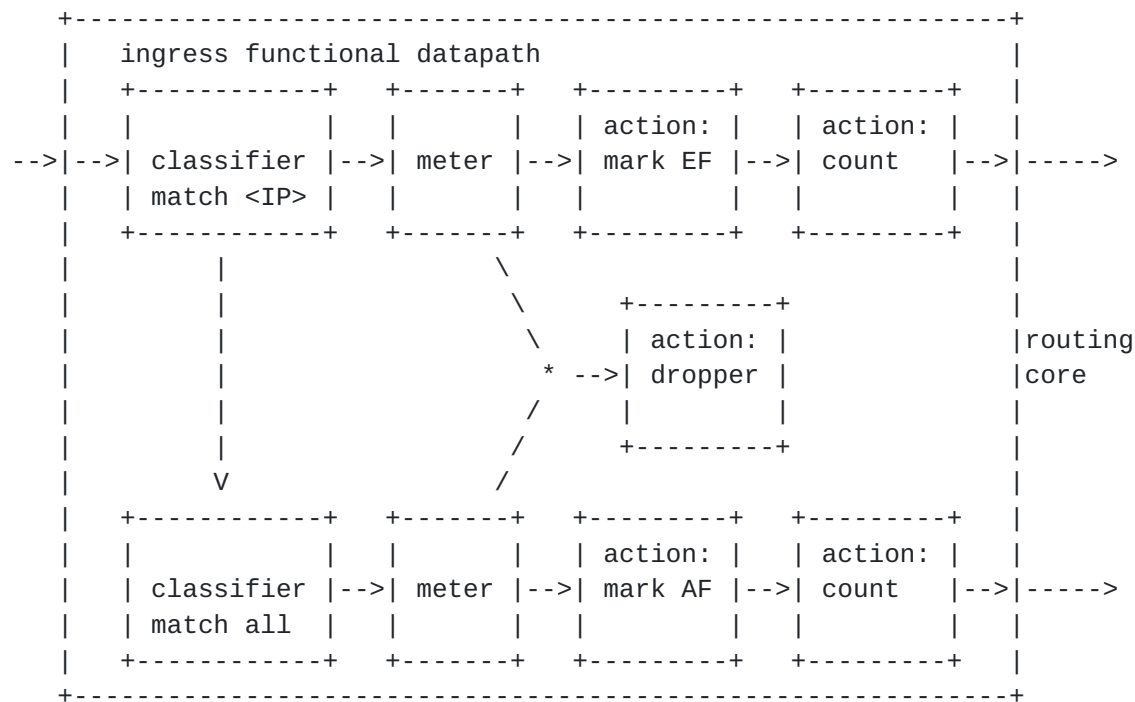 ingress functional datapath
action: action:
classifier meter mark EF count
match <IP>
action: routing
dropper core
action: action:
classifier meter mark AF count
match all